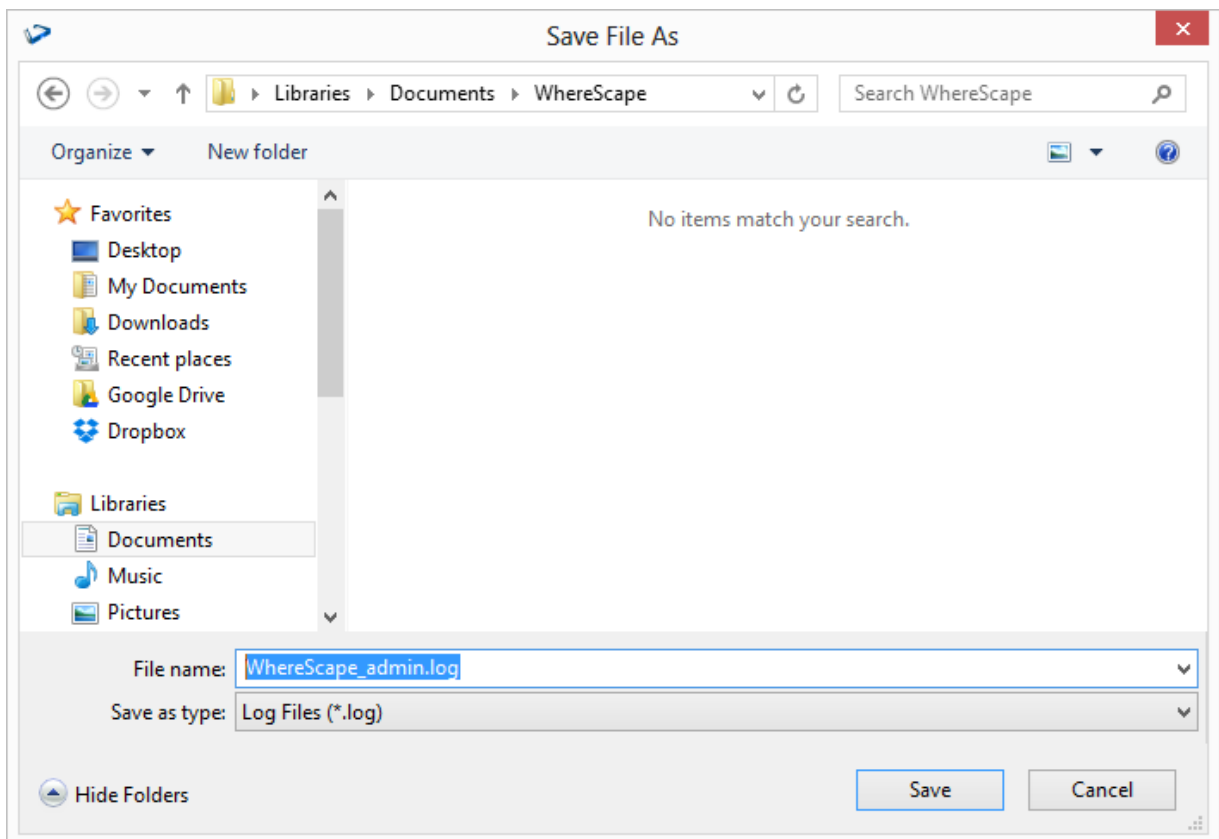 Save File As
Libraries Documents WhereScape
Search WhereScape
Organize New folder
Favorites
Desktop
My Documents
Downloads
Recent places
Google Drive
Dropbox
Libraries
Documents
Music
Pictures
No items match your search.
File name: WhereScape_admin.log
Save as type: Log Files (*.log)
Hide Folders
Save Cancel